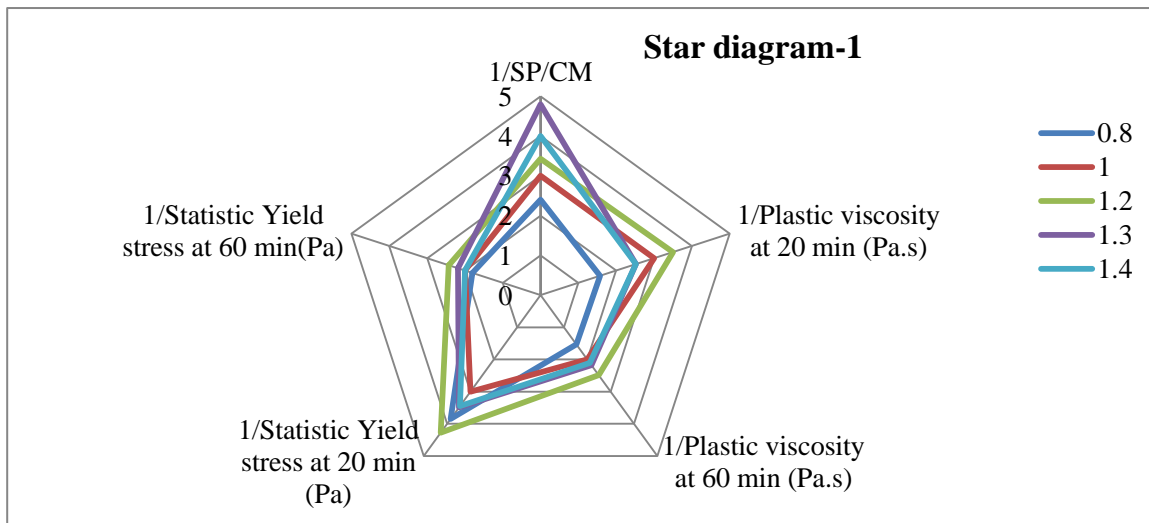 Star diagram-1
1/SP/CM
5
4
3
2
1
0
1/Plastic viscosity
at 20 min (Pa.s)
1/Plastic viscosity
at 60 min (Pa.s)
1/Statistic Yield
stress at 20 min
(Pa)
1/Statistic Yield
stress at 60 min(Pa)
0.8
1
1.2
1.3
1.4